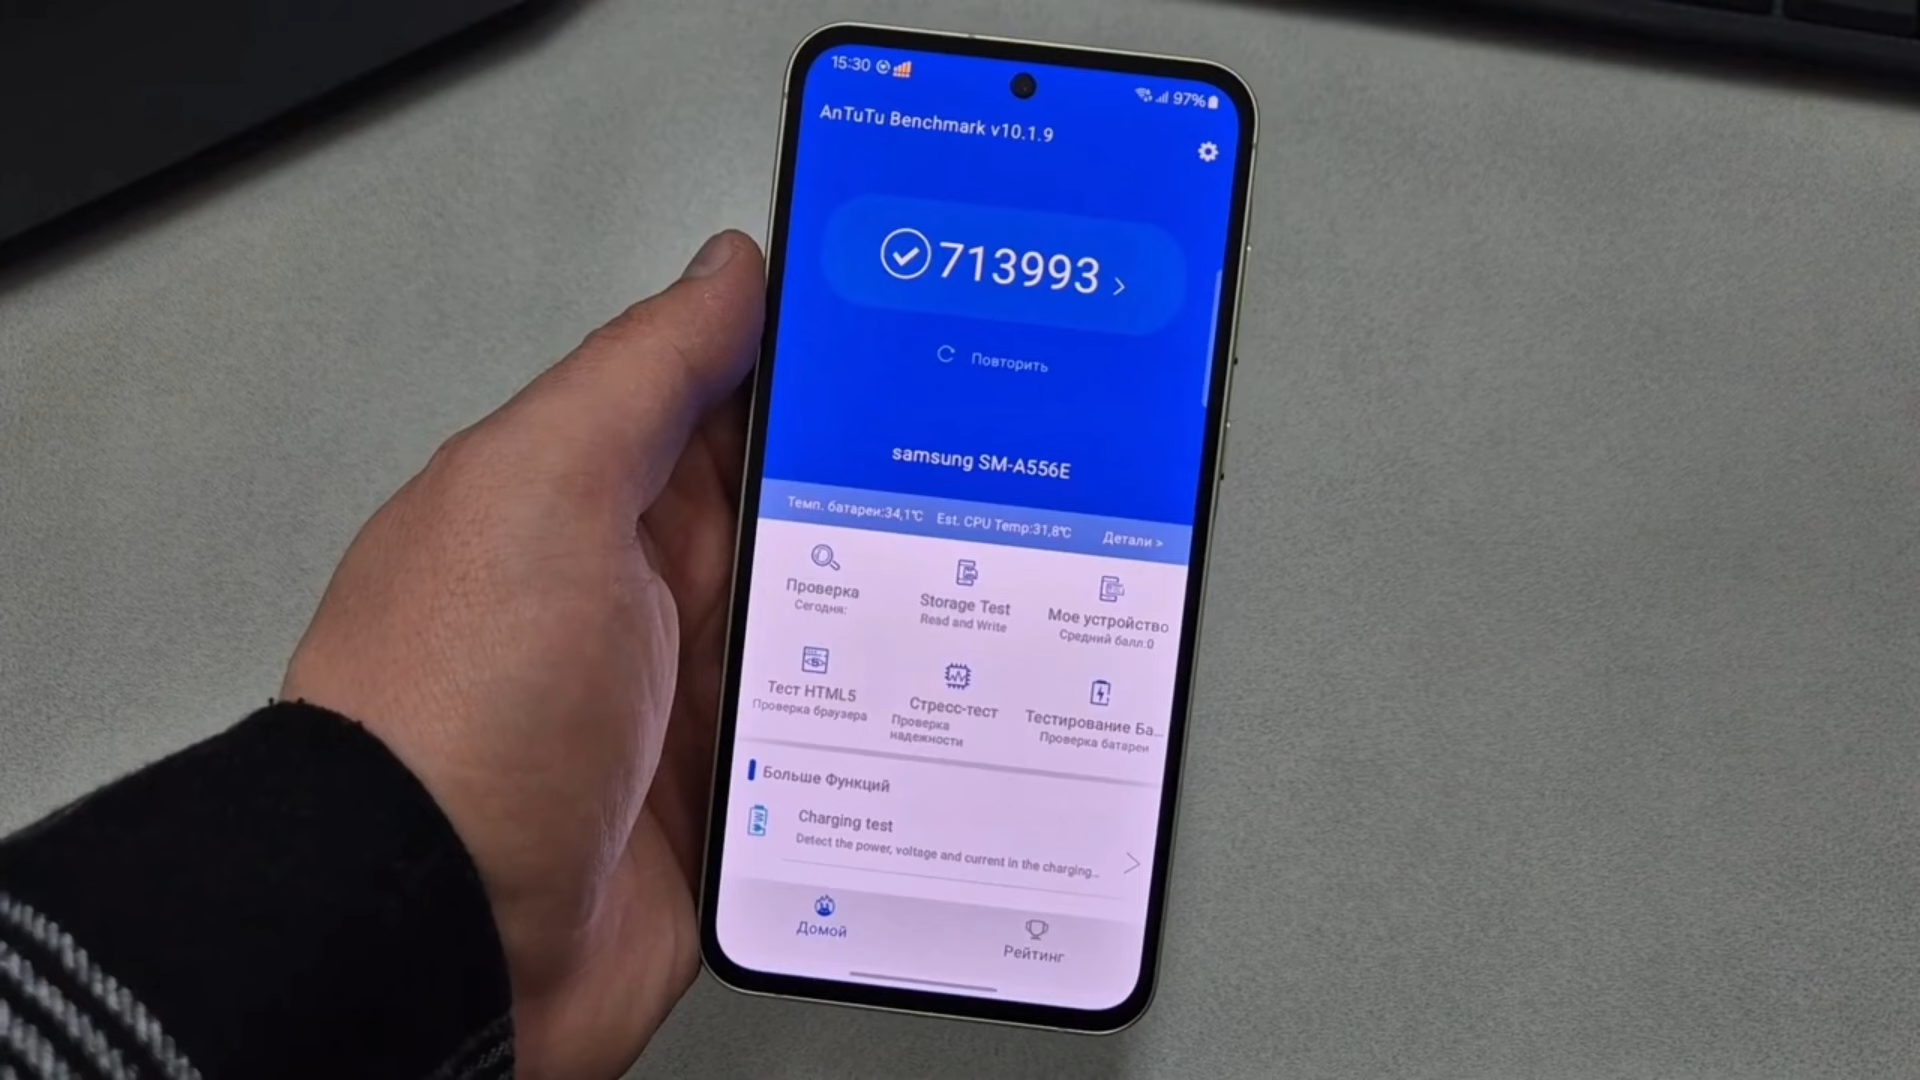 15:30 97%
AnTuTu Benchmark v10.1.9
713993 >
Повторить
samsung SM-A556E
Темп. батареи:34,1℃ Est. CPU Temp:31,8℃ Детали >
Проверка Storage Test Мое устройство
Сегодня: Read and Write Средний балл:0
Тест HTML5 Стресс-тест Тестирование Ба...
Проверка браузера Проверка надежности Проверка батареи
Больше Функций
Charging test
Detect the power, voltage and current in the charging...
Домой Рейтинг